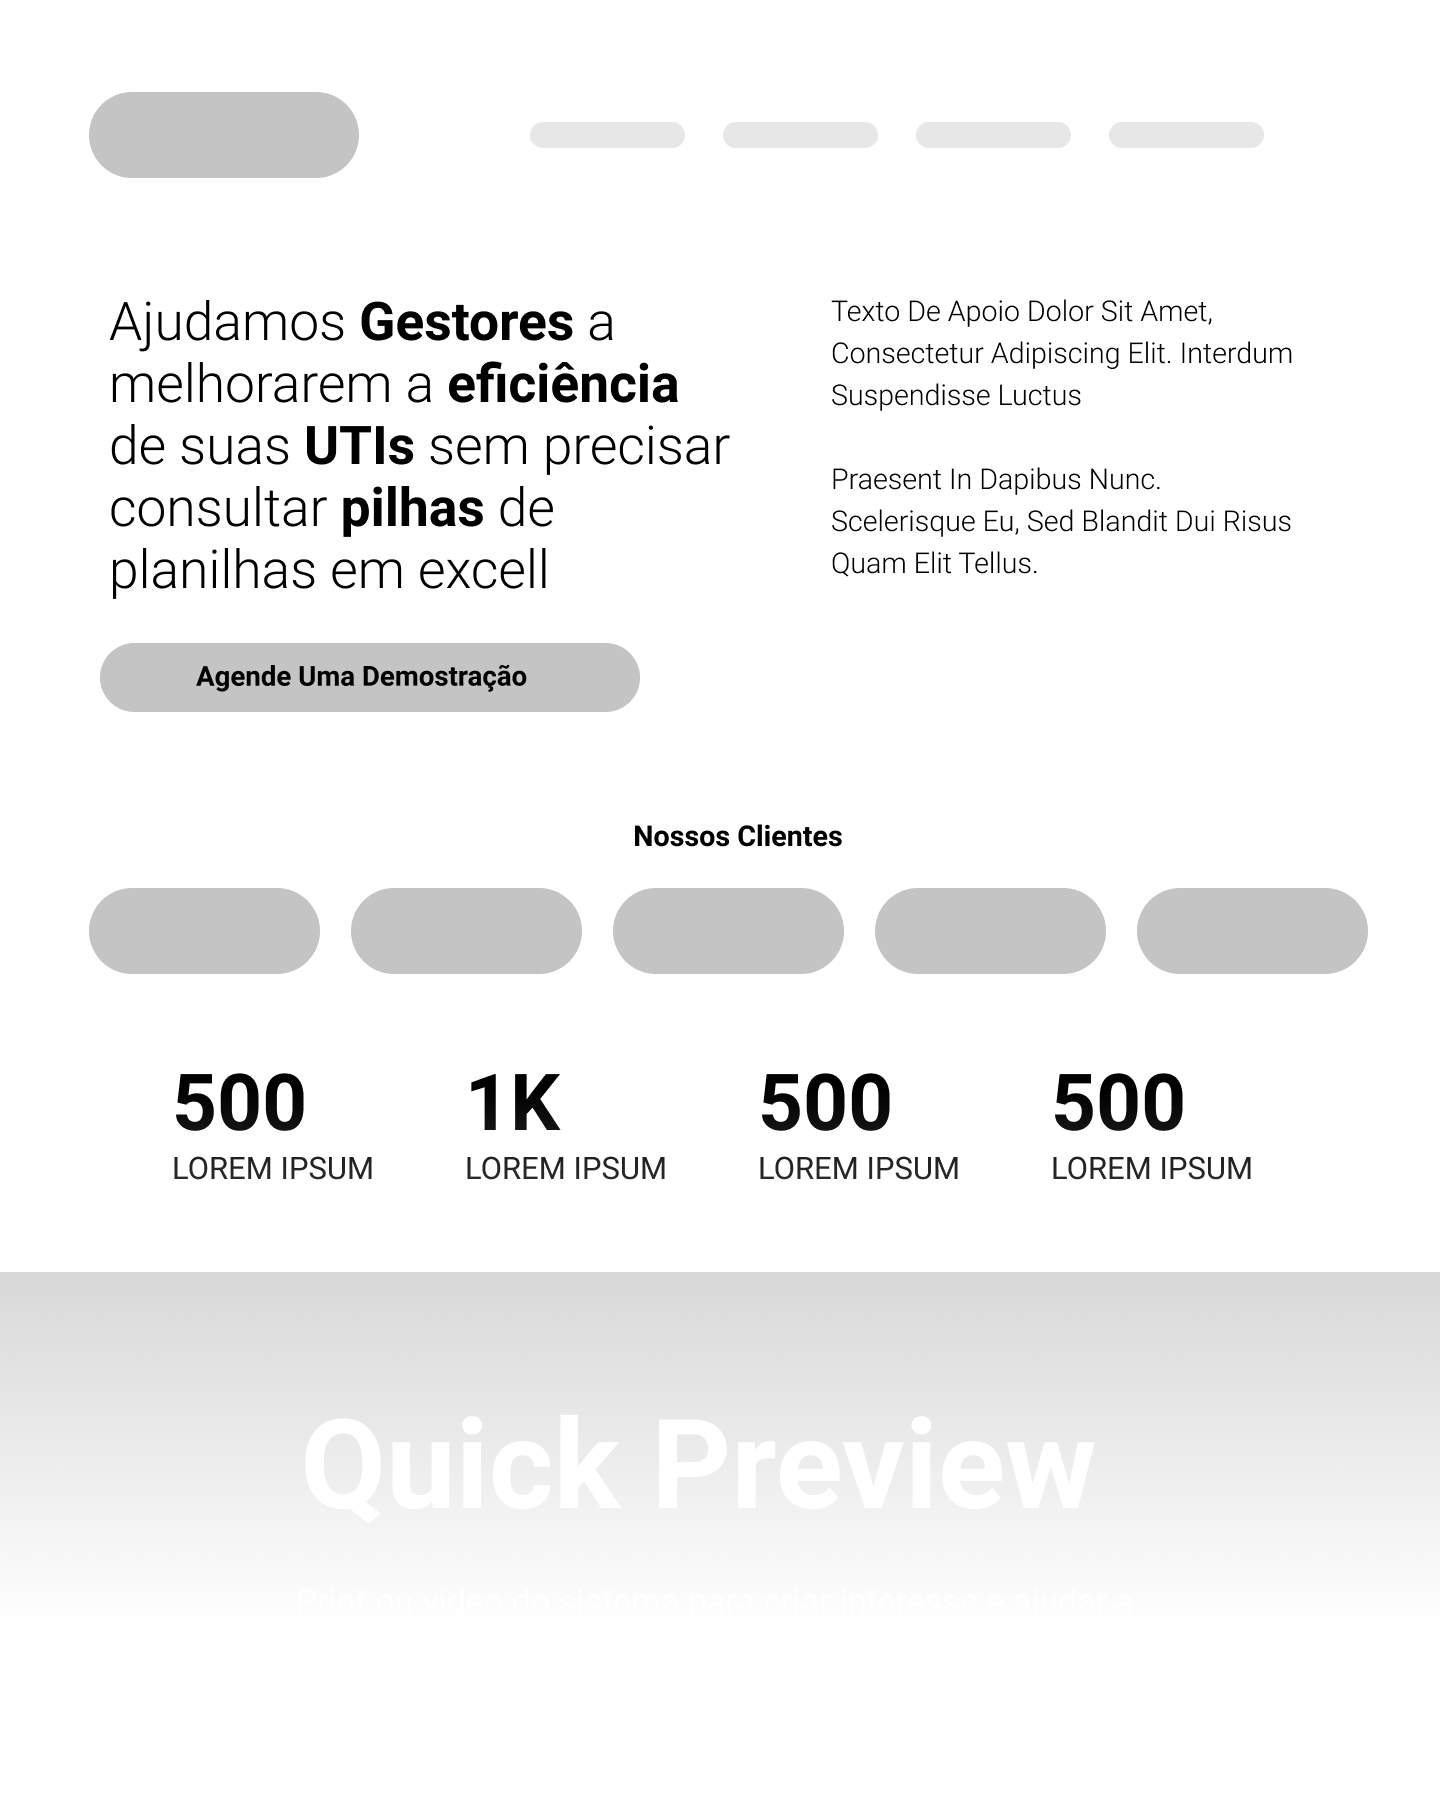 Ajudamos Gestores a
melhorarem a eficiência
de suas UTIs sem precisar
consultar pilhas de
planilhas em excell
Agende Uma Demostração
Texto De Apoio Dolor Sit Amet,
Consectetur Adipiscing Elit. Interdum
Suspendisse Luctus
Praesent In Dapibus Nunc.
Scelerisque Eu, Sed Blandit Dui Risus
Quam Elit Tellus.
Nossos Clientes
500
LOREM IPSUM
1K
LOREM IPSUM
500
LOREM IPSUM
500
LOREM IPSUM
Quick Preview
Print ou vídeo do sistema para criar interesse e ajudar a